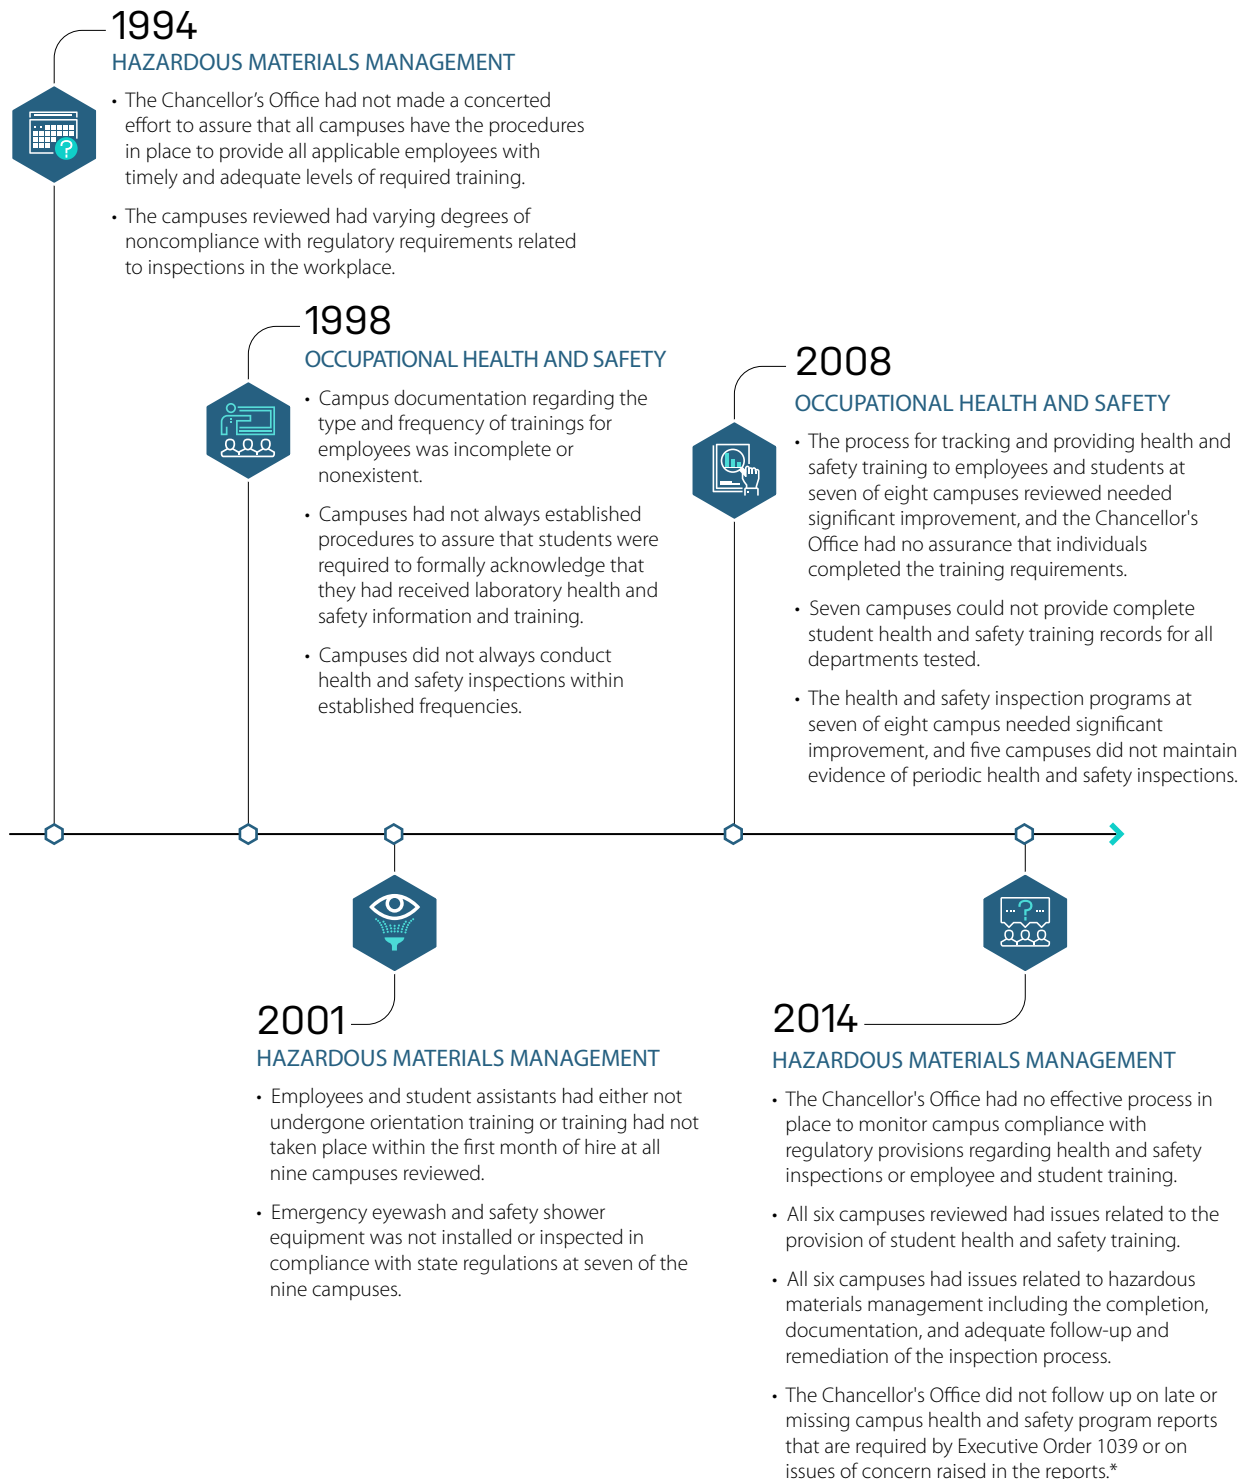 1994
HAZARDOUS MATERIALS MANAGEMENT
• The Chancellor’s Office had not made a concerted
effort to assure that all campuses have the procedures
in place to provide all applicable employees with
timely and adequate levels of required training.
• The campuses reviewed had varying degrees of
noncompliance with regulatory requirements related
to inspections in the workplace.
1998
OCCUPATIONAL HEALTH AND SAFETY
• Campus documentation regarding the
type and frequency of trainings for
employees was incomplete or
nonexistent.
• Campuses had not always established
procedures to assure that students were
required to formally acknowledge that
they had received laboratory health and
safety information and training.
• Campuses did not always conduct
health and safety inspections within
established frequencies.
2008
OCCUPATIONAL HEALTH AND SAFETY
• The process for tracking and providing health and
safety training to employees and students at
seven of eight campuses reviewed needed
significant improvement, and the Chancellor's
Office had no assurance that individuals
completed the training requirements.
• Seven campuses could not provide complete
student health and safety training records for all
departments tested.
• The health and safety inspection programs at
seven of eight campus needed significant
improvement, and five campuses did not maintain
evidence of periodic health and safety inspections.
2001
HAZARDOUS MATERIALS MANAGEMENT
• Employees and student assistants had either not
undergone orientation training or training had not
taken place within the first month of hire at all
nine campuses reviewed.
• Emergency eyewash and safety shower
equipment was not installed or inspected in
compliance with state regulations at seven of the
nine campuses.
2014
HAZARDOUS MATERIALS MANAGEMENT
• The Chancellor's Office had no effective process in
place to monitor campus compliance with
regulatory provisions regarding health and safety
inspections or employee and student training.
• All six campuses reviewed had issues related to the
provision of student health and safety training.
• All six campuses had issues related to hazardous
materials management including the completion,
documentation, and adequate follow-up and
remediation of the inspection process.
• The Chancellor's Office did not follow up on late or
missing campus health and safety program reports
that are required by Executive Order 1039 or on
issues of concern raised in the reports.*